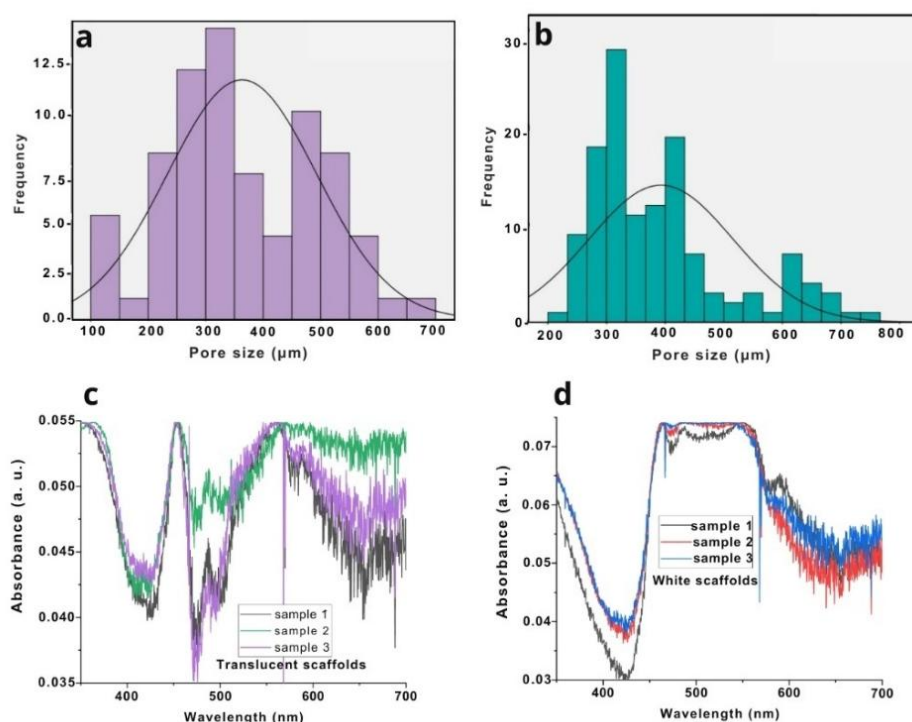 a
12.5
10.0
7.5
5.0
2.5
0.0
Frequency
100 200 300 400 500 600 700
Pore size (µm)
b
30
20
10
0
Frequency
200 300 400 500 600 700 800
Pore size (µm)
c
0.055
0.050
0.045
0.040
0.035
Absorbance (a. u.)
sample 1
sample 2
sample 3
Translucent scaffolds
400 500 600 700
Wavelength (nm)
d
0.07
0.06
0.05
0.04
0.03
Absorbance (a. u.)
sample 1
sample 2
sample 3
White scaffolds
400 500 600 700
Wavelength (nm)